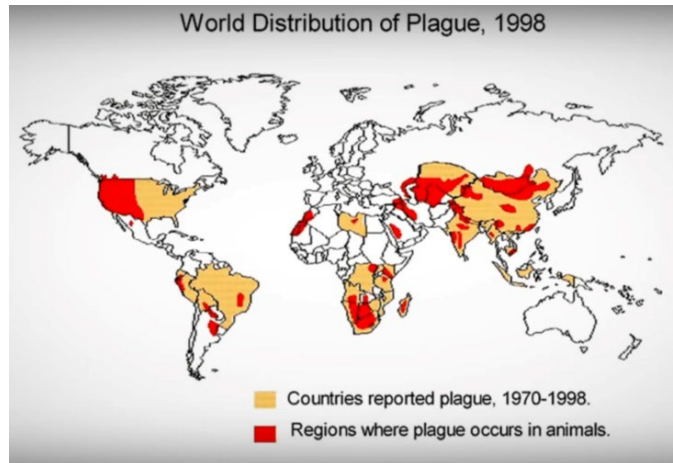 World Distribution of Plague, 1998
Countries reported plague, 1970-1998.
Regions where plague occurs in animals.